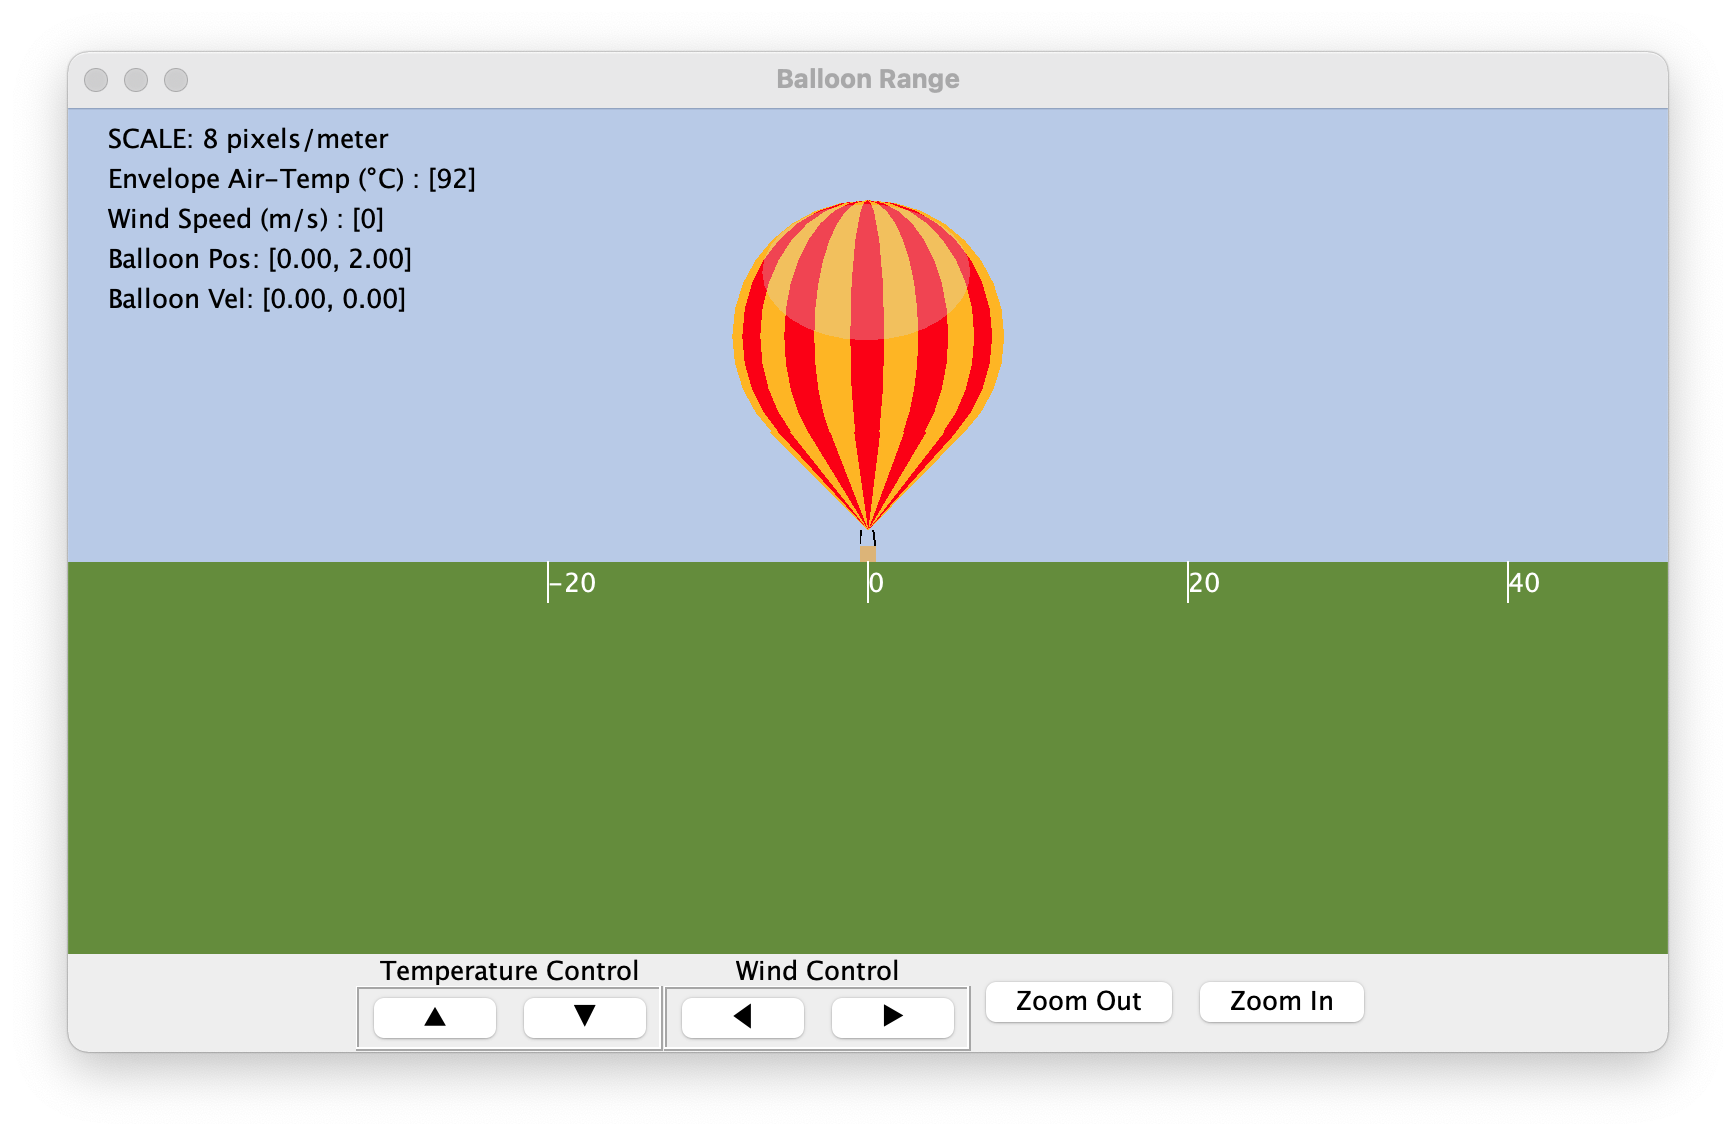 Balloon Range
SCALE: 8 pixels/meter
Envelope Air-Temp (°C) : [92]
Wind Speed (m/s) : [0]
Balloon Pos: [0.00, 2.00]
Balloon Vel: [0.00, 0.00]
-20 0 20 40
Temperature Control Wind Control
▲ ▼ ◀ ▶ Zoom Out Zoom In